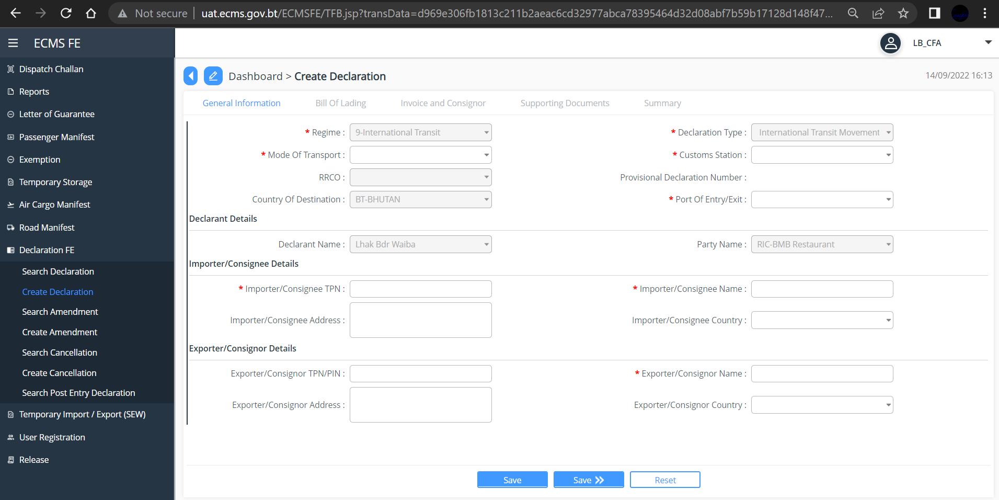 Not secure uat.ecms.gov.bt/ECMSFE/TFB.jsp?transData=d969e306fb1813c211b2aeac6cd32977abca78395464d32d08abf7b59b17128d148f47...
ECMS FE
LB_CFA
Dispatch Challan
Reports
Letter of Guarantee
Passenger Manifest
Exemption
Temporary Storage
Air Cargo Manifest
Road Manifest
Declaration FE
Search Declaration
Create Declaration
Search Amendment
Create Amendment
Search Cancellation
Create Cancellation
Search Post Entry Declaration
Temporary Import / Export (SEW)
User Registration
Release
Dashboard > Create Declaration
14/09/2022 16:13
General Information Bill Of Lading Invoice and Consignor Supporting Documents Summary
* Regime : 9-International Transit * Declaration Type : International Transit Movement
* Mode Of Transport : * Customs Station :
RRCO : Provisional Declaration Number :
Country Of Destination : BT-BHUTAN * Port Of Entry/Exit :
Declarant Details
Declarant Name : Lhak Bdr Waiba Party Name : RIC-BMB Restaurant
Importer/Consignee Details
* Importer/Consignee TPN : * Importer/Consignee Name :
Importer/Consignee Address : Importer/Consignee Country :
Exporter/Consignor Details
Exporter/Consignor TPN/PIN : * Exporter/Consignor Name :
Exporter/Consignor Address : Exporter/Consignor Country :
Save Save Reset